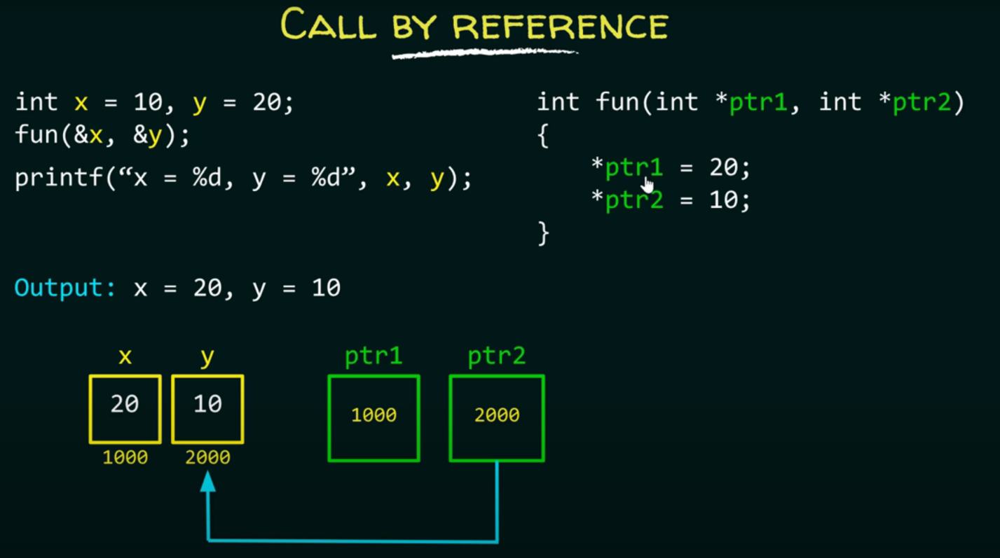 CALL BY REFERENCE
int x = 10, y = 20;
fun(&x, &y);
printf(“x = %d, y = %d”, x, y);
int fun(int *ptr1, int *ptr2)
{
*ptr1 = 20;
*ptr2 = 10;
}
Output: x = 20, y = 10
x y ptr1 ptr2
20 10 1000 2000
1000 2000